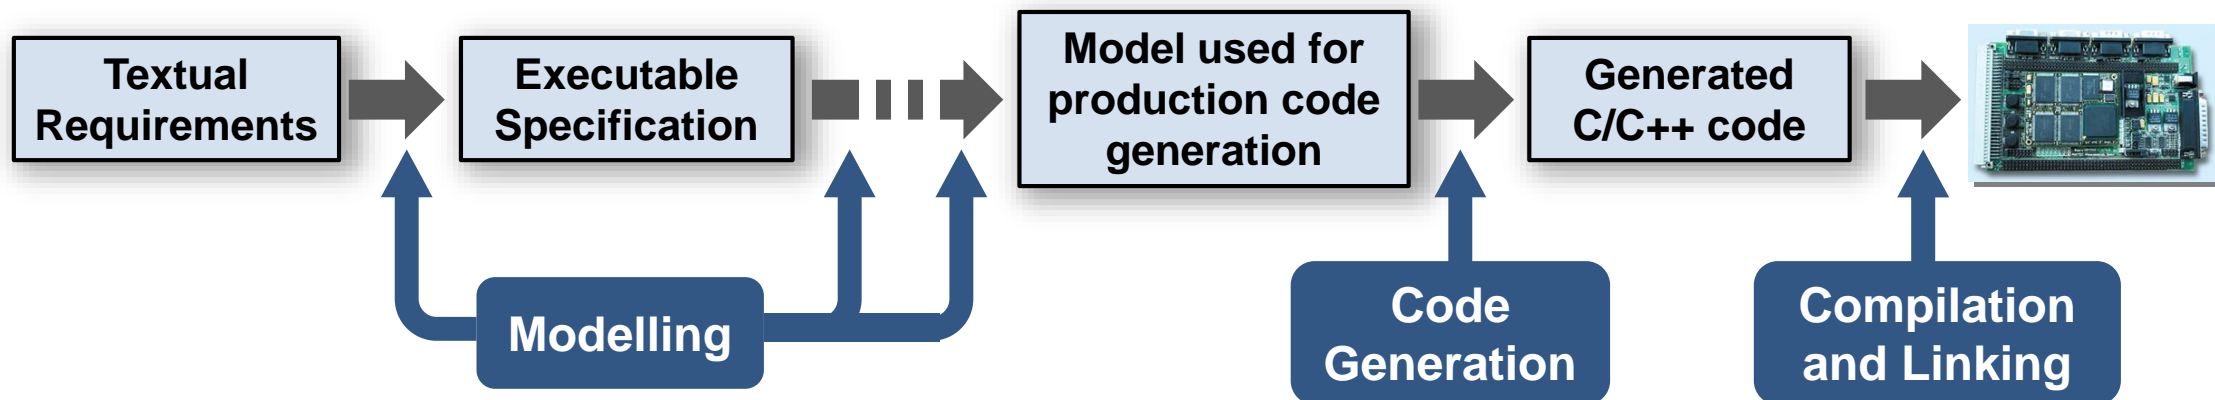 Textual
Requirements
Executable
Specification
Model used for
production code
generation
Generated
C/C++ code
Modelling
Code
Generation
Compilation
and Linking